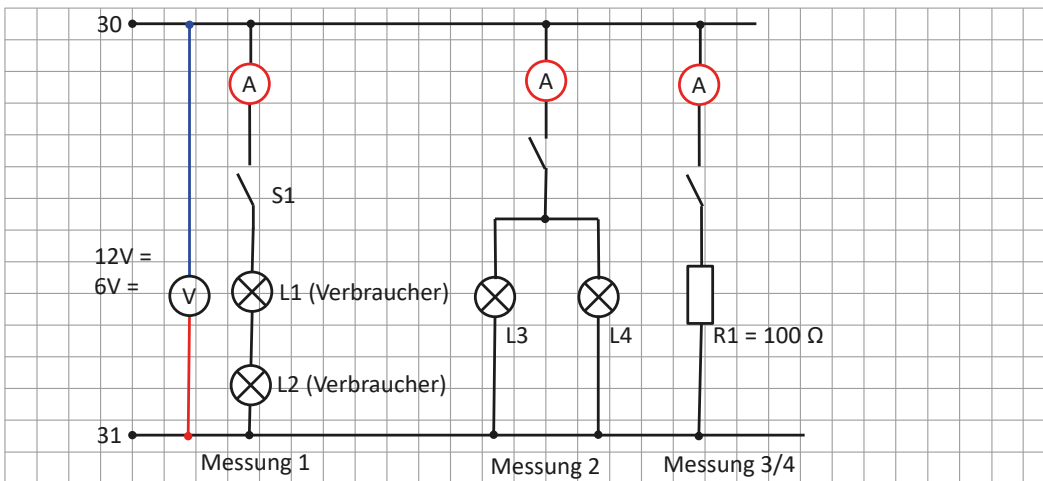 30
A
A
A
S1
12V =
6V =
V
L1 (Verbraucher)
L3
L4
R1 = 100 Ω
L2 (Verbraucher)
31
Messung 1
Messung 2
Messung 3/4